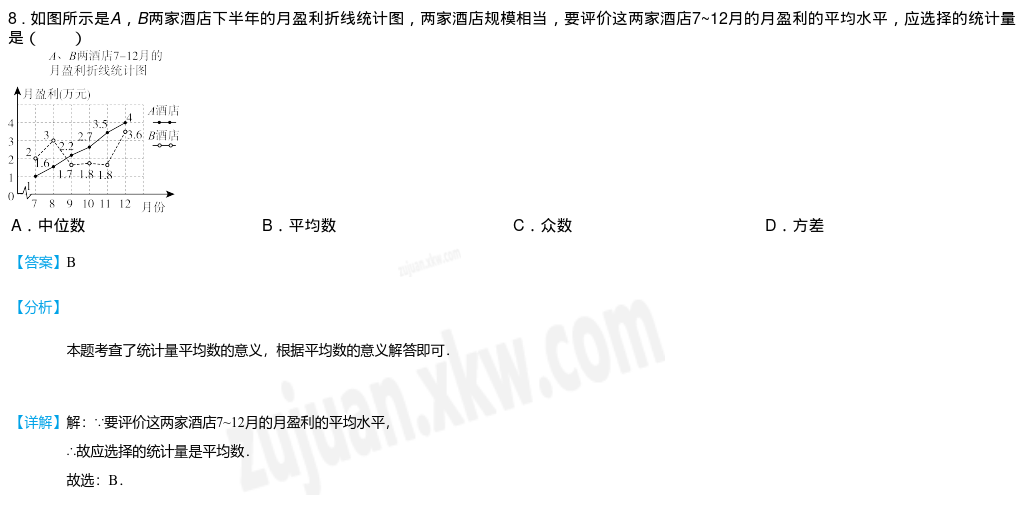 8．如图所示是A，B两家酒店下半年的月盈利折线统计图，两家酒店规模相当，要评价这两家酒店7~12月的月盈利的平均水平，应选择的统计量
是（　　）
A、B两酒店7-12月的
月盈利折线统计图
月盈利(万元)
A酒店
B酒店
4
3
2
1
0
2
3
1.7
1.8
1.8
3.6
1
1.6
2.2
2.7
3.5
4
7 8 9 10 11 12 月份
A．中位数 B．平均数 C．众数 D．方差
【答案】B
【分析】
本题考查了统计量平均数的意义，根据平均数的意义解答即可．
【详解】解：∵要评价这两家酒店7~12月的月盈利的平均水平，
∴故应选择的统计量是平均数．
故选：B．
zujuan.xkw.com
zujuan.xkw.com